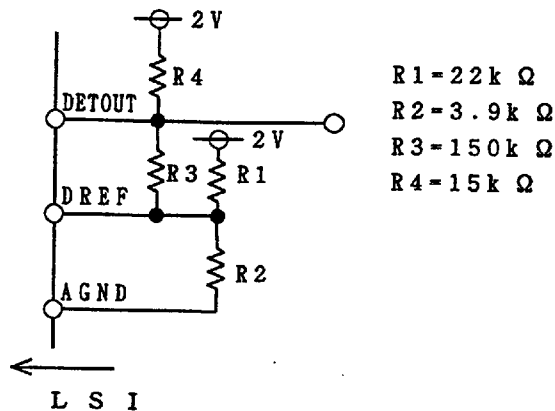 2V
R4
DETOUT
2V
R3
R1
DREF
R2
AGND
LSI
R1=22kΩ
R2=3.9kΩ
R3=150kΩ
R4=15kΩ